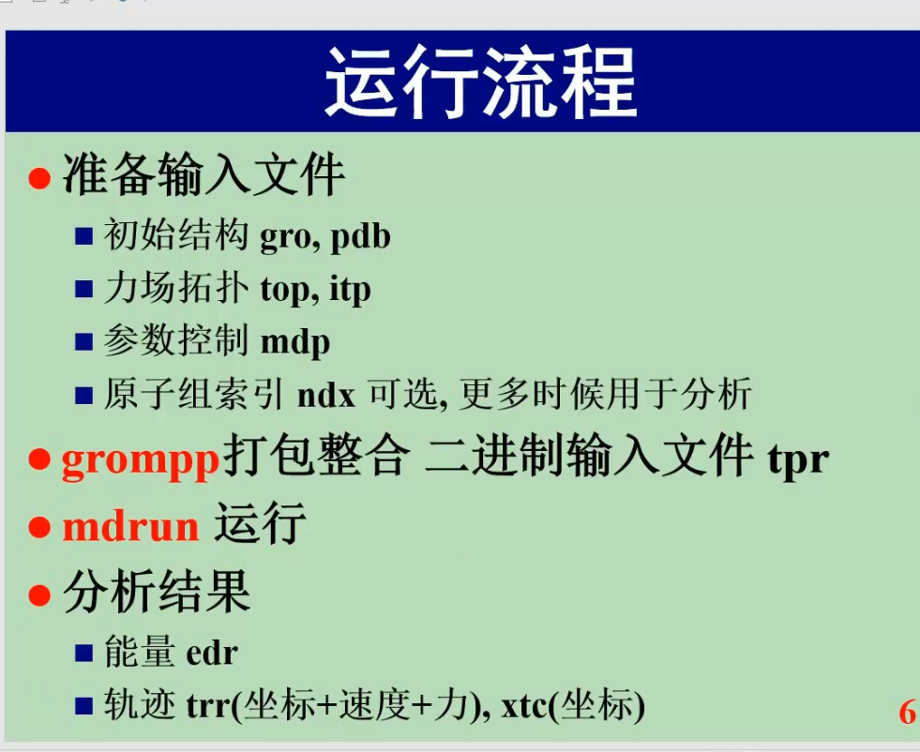 运行流程
准备输入文件
初始结构 gro, pdb
力场拓扑 top, itp
参数控制 mdp
原子组索引 ndx 可选, 更多时候用于分析
grompp打包整合 二进制输入文件 tpr
mdrun 运行
分析结果
能量 edr
轨迹 trr(坐标+速度+力), xtc(坐标)
6